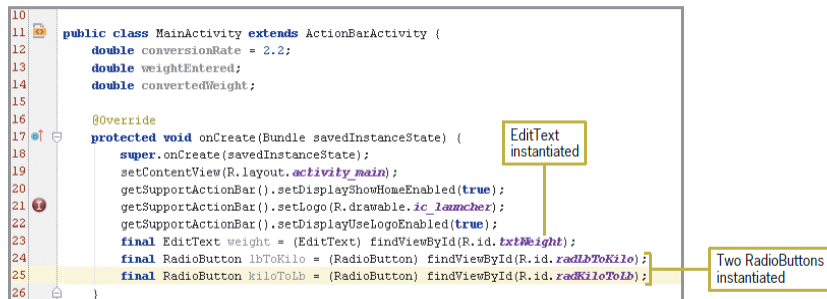 10
11 public class MainActivity extends ActionBarActivity {
12 double conversionRate = 2.2;
13 double weightEntered;
14 double convertedWeight;
15
16 @Override
17 protected void onCreate(Bundle savedInstanceState) {
18 super.onCreate(savedInstanceState);
19 setContentView(R.layout.activity_main);
20 getSupportActionBar().setDisplayShowHomeEnabled(true);
21 getSupportActionBar().setLogo(R.drawable.ic_launcher);
22 getSupportActionBar().setDisplayUseLogoEnabled(true);
23 final EditText weight = (EditText) findViewById(R.id.txtWeight);
24 final RadioButton lbToKilo = (RadioButton) findViewById(R.id.radLbToKilo);
25 final RadioButton kiloToLb = (RadioButton) findViewById(R.id.radKiloToLb);
26 }
EditText
instantiated
Two RadioButtons
instantiated